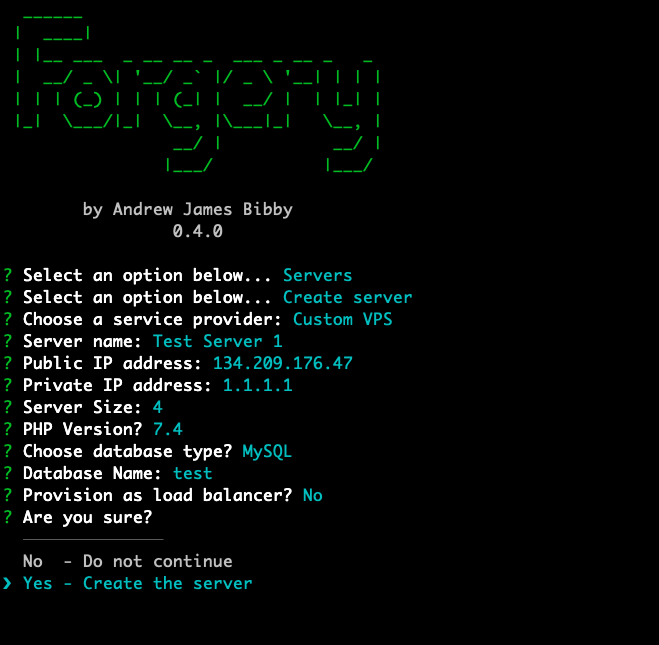 Forgery
by Andrew James Bibby
0.4.0
? Select an option below... Servers
? Select an option below... Create server
? Choose a service provider: Custom VPS
? Server name: Test Server 1
? Public IP address: 134.209.176.47
? Private IP address: 1.1.1.1
? Server Size: 4
? PHP Version? 7.4
? Choose database type? MySQL
? Database Name: test
? Provision as load balancer? No
? Are you sure?
──────────────
No  - Do not continue
❯ Yes - Create the server